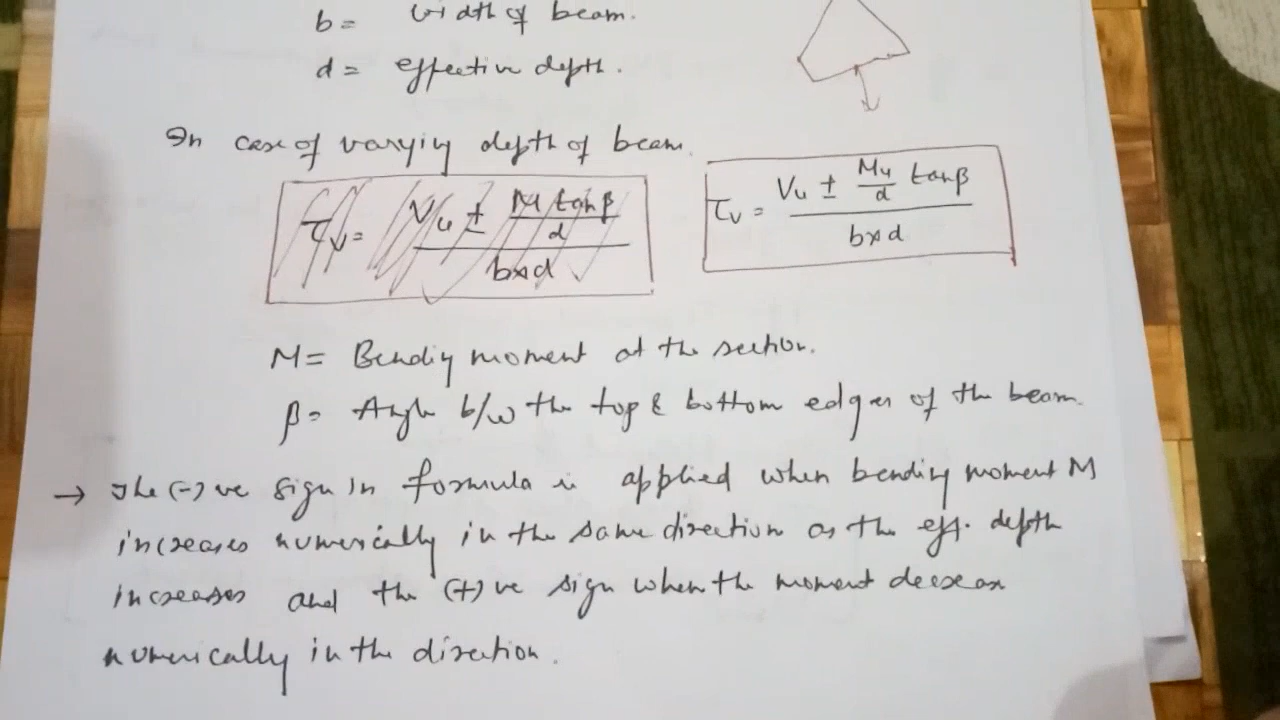 b = width of beam.
d = effective depth.
In case of varying depth of beam.
τv = Vu ± M tanβ/d / b×d
τv = Vu ± Mu/d tanβ / b×d
M = Bending moment at the section.
β = Angle b/w the top & bottom edges of the beam.
→ The (-) ve sign in formula is applied when bending moment M
increases numerically in the same direction as the eff. depth
increases and the (+) ve sign when the moment decrease
numerically in the direction.